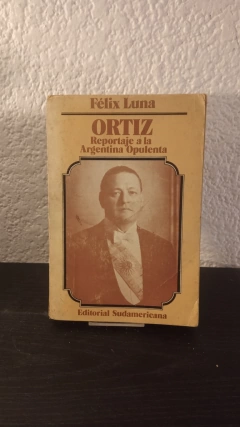 Félix Luna
ORTIZ
Reportaje a la
Argentina Opulenta
Editorial Sudamericana